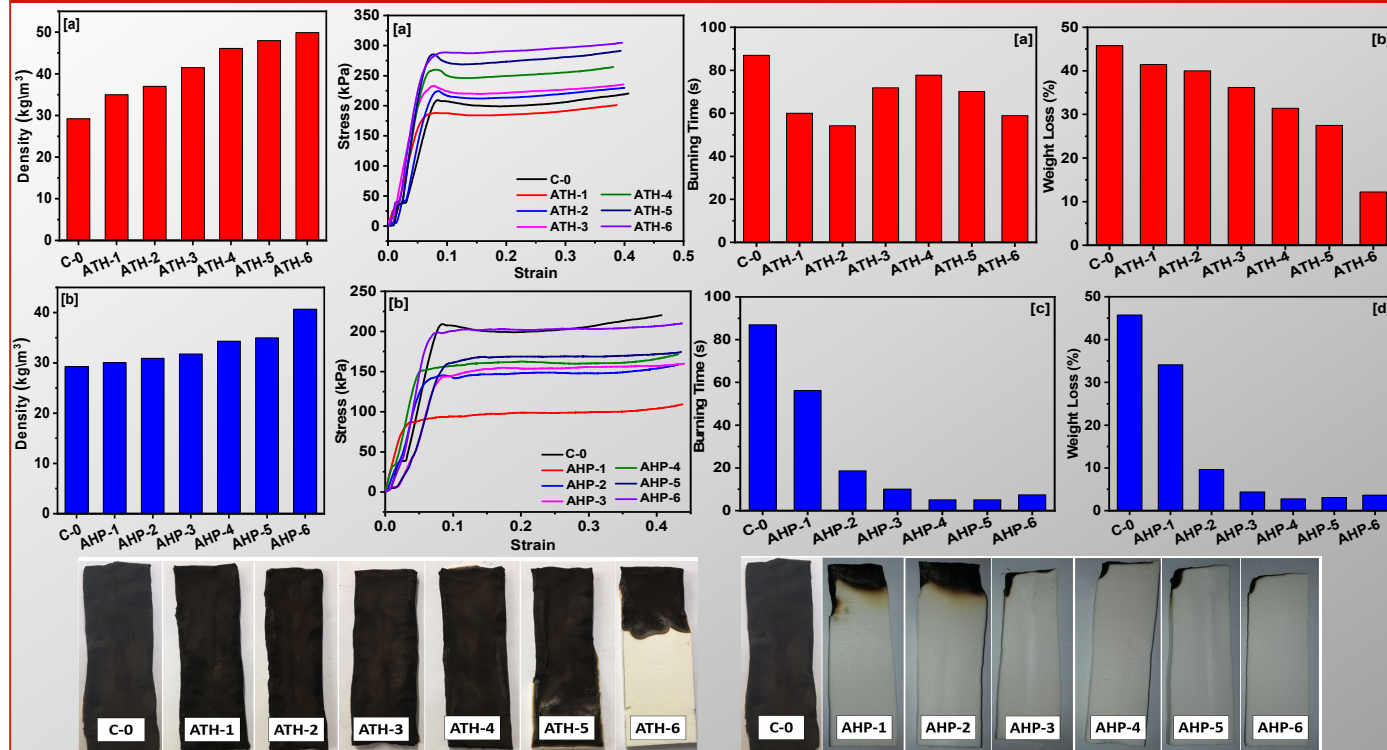 [a]
Density (kg\m³)
50
40
30
20
10
0
C-0 ATH-1 ATH-2 ATH-3 ATH-4 ATH-5 ATH-6
[a]
Stress (kPa)
350
300
250
200
150
100
50
0
C-0
ATH-1
ATH-2
ATH-3
ATH-4
ATH-5
ATH-6
0.0 0.1 0.2 0.3 0.4 0.5
Strain
[a]
Burning Time (s)
100
80
60
40
20
0
C-0 ATH-1 ATH-2 ATH-3 ATH-4 ATH-5 ATH-6
[b]
Weight Loss (%)
50
40
30
20
10
0
C-0 ATH-1 ATH-2 ATH-3 ATH-4 ATH-5 ATH-6
[b]
Density (kg\m³)
40
30
20
10
0
C-0 AHP-1 AHP-2 AHP-3 AHP-4 AHP-5 AHP-6
[b]
Stress (kPa)
250
200
150
100
50
0
C-0
AHP-1
AHP-2
AHP-3
AHP-4
AHP-5
AHP-6
0.0 0.1 0.2 0.3 0.4
Strain
[c]
Burning Time (s)
100
80
60
40
20
0
C-0 AHP-1 AHP-2 AHP-3 AHP-4 AHP-5 AHP-6
[d]
Weight Loss (%)
50
40
30
20
10
0
C-0 AHP-1 AHP-2 AHP-3 AHP-4 AHP-5 AHP-6
C-0 ATH-1 ATH-2 ATH-3 ATH-4 ATH-5 ATH-6
C-0 AHP-1 AHP-2 AHP-3 AHP-4 AHP-5 AHP-6